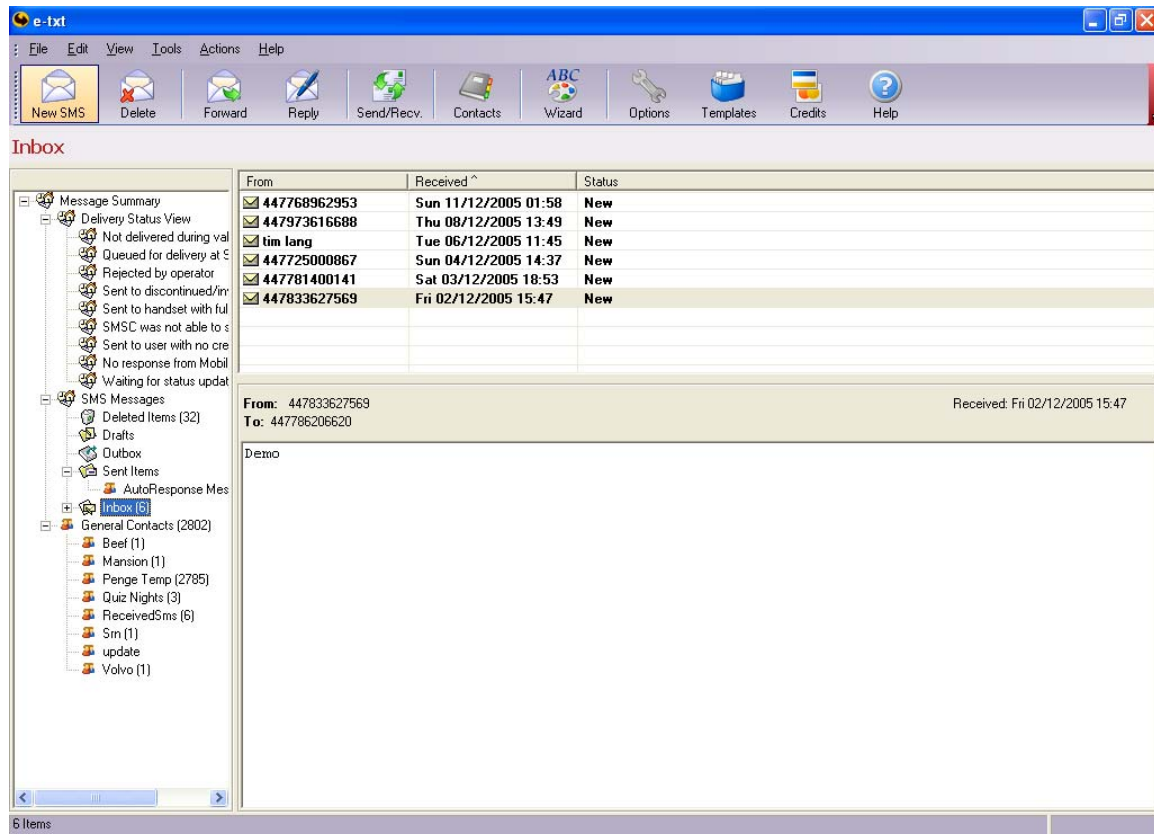 e-txt
File Edit View Tools Actions Help
New SMS Delete Forward Reply Send/Recv. Contacts ABC Wizard Options Templates Credits Help
Inbox
From Received ^ Status
447768962953 Sun 11/12/2005 01:58 New
447973616688 Thu 08/12/2005 13:49 New
tim lang Tue 06/12/2005 11:45 New
447725000867 Sun 04/12/2005 14:37 New
447781400141 Sat 03/12/2005 18:53 New
447833627569 Fri 02/12/2005 15:47 New
Message Summary
Delivery Status View
Not delivered during val
Queued for delivery at S
Rejected by operator
Sent to discontinued/in
Sent to handset with ful
SMSC was not able to s
Sent to user with no cre
No response from Mobil
Waiting for status updat
SMS Messages
Deleted Items (32)
Drafts
Outbox
Sent Items
AutoResponse Mes
Inbox (6)
General Contacts (2802)
Beef (1)
Mansion (1)
Penge Temp (2785)
Quiz Nights (3)
ReceivedSms (6)
Srn (1)
update
Volvo (1)
From: 447833627569 Received: Fri 02/12/2005 15:47
To: 447786206620
Demo
6 Items